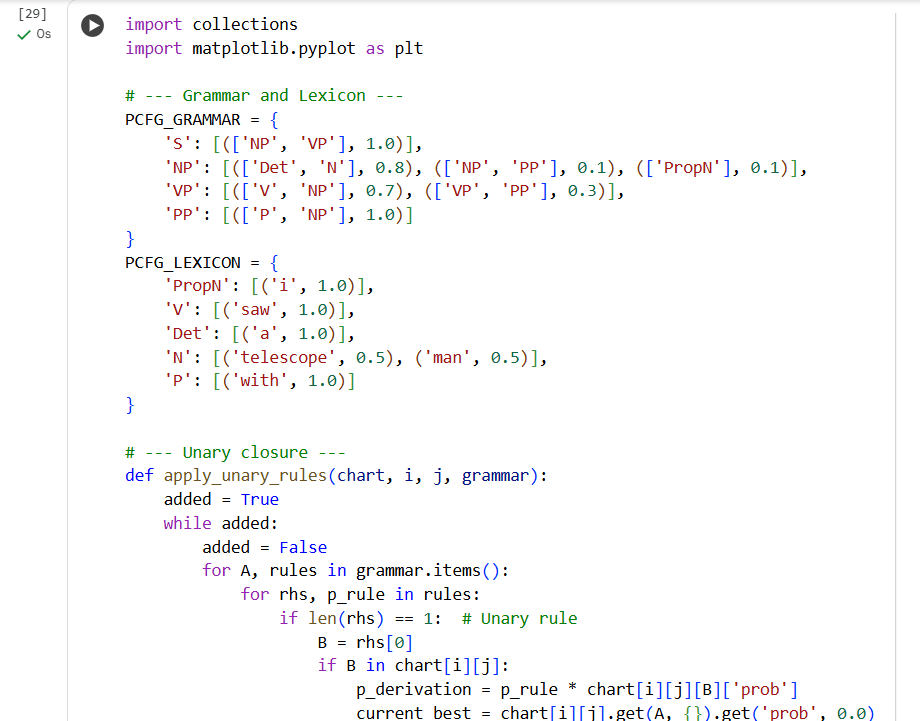 [29]
0s
import collections
import matplotlib.pyplot as plt
# --- Grammar and Lexicon ---
PCFG_GRAMMAR = {
    'S': [(['NP', 'VP'], 1.0)],
    'NP': [(['Det', 'N'], 0.8), (['NP', 'PP'], 0.1), (['PropN'], 0.1)],
    'VP': [(['V', 'NP'], 0.7), (['VP', 'PP'], 0.3)],
    'PP': [(['P', 'NP'], 1.0)]
}
PCFG_LEXICON = {
    'PropN': [('i', 1.0)],
    'V': [('saw', 1.0)],
    'Det': [('a', 1.0)],
    'N': [('telescope', 0.5), ('man', 0.5)],
    'P': [('with', 1.0)]
}
# --- Unary closure ---
def apply_unary_rules(chart, i, j, grammar):
    added = True
    while added:
        added = False
        for A, rules in grammar.items():
            for rhs, p_rule in rules:
                if len(rhs) == 1:  # Unary rule
                    B = rhs[0]
                    if B in chart[i][j]:
                        p_derivation = p_rule * chart[i][j][B]['prob']
                        current_best = chart[i][j].get(A, {}).get('prob', 0.0)